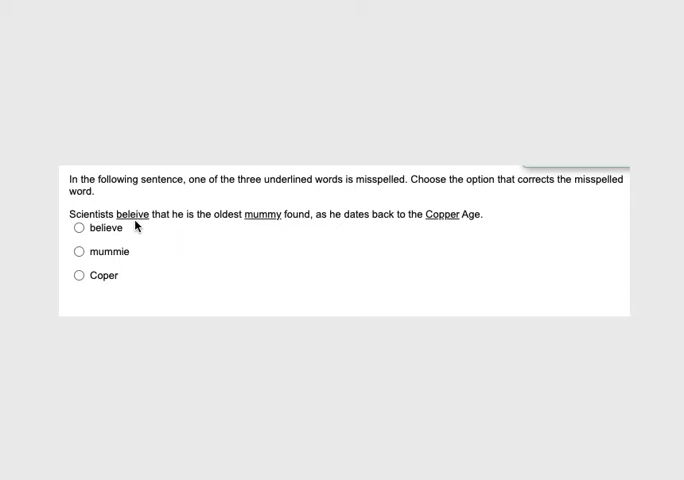 In the following sentence, one of the three underlined words is misspelled. Choose the option that corrects the misspelled
word.
Scientists beleive that he is the oldest mummy found, as he dates back to the Copper Age.
believe
mummie
Coper